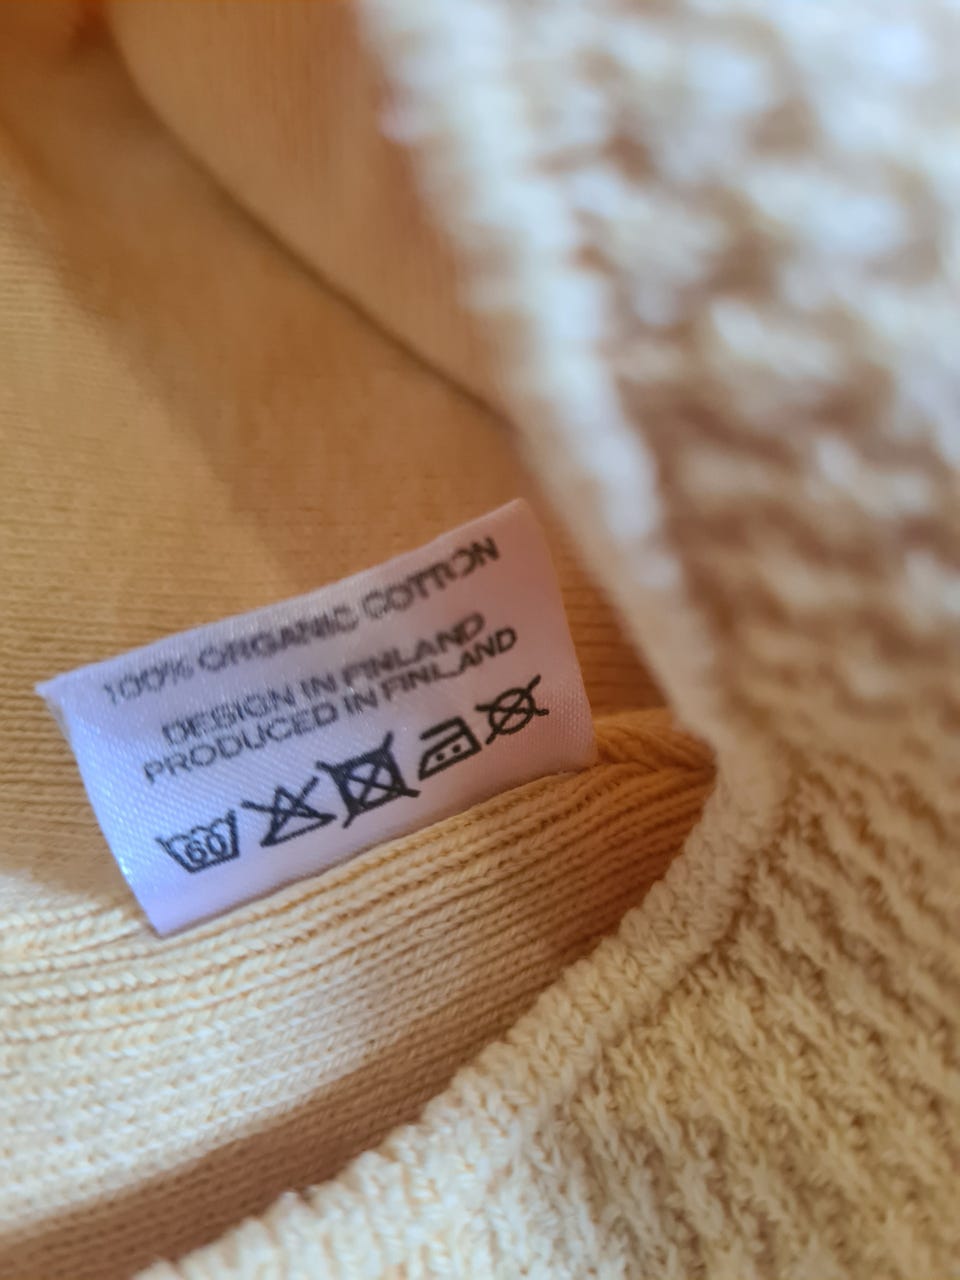 100% ORGANIC COTTON
DESIGN IN FINLAND
PRODUCED IN FINLAND
60